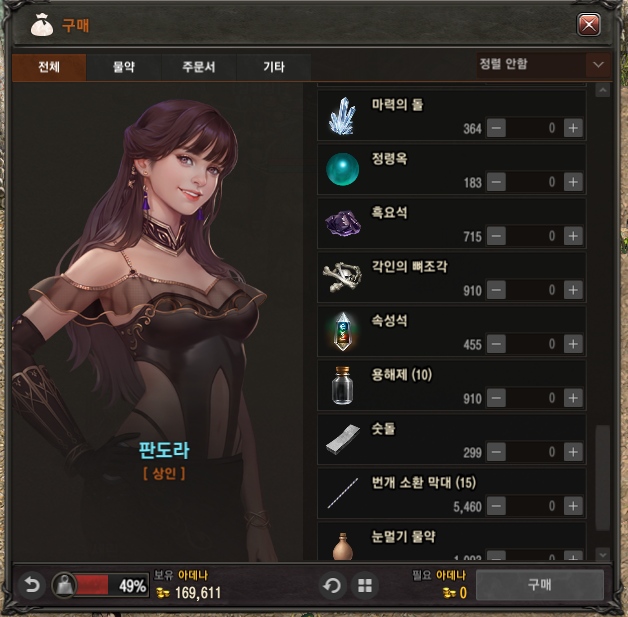 구매
전체 물약 주문서 기타 정렬 안함
마력의 돌
364 0
정령옥
183 0
흑요석
715 0
각인의 뼈조각
910 0
속성석
455 0
용해제 (10)
910 0
숫돌
299 0
번개 소환 막대 (15)
5,460 0
눈멀기 물약
판도라
[ 상인 ]
49%
보유 아데나
169,611
필요 아데나
0
구매